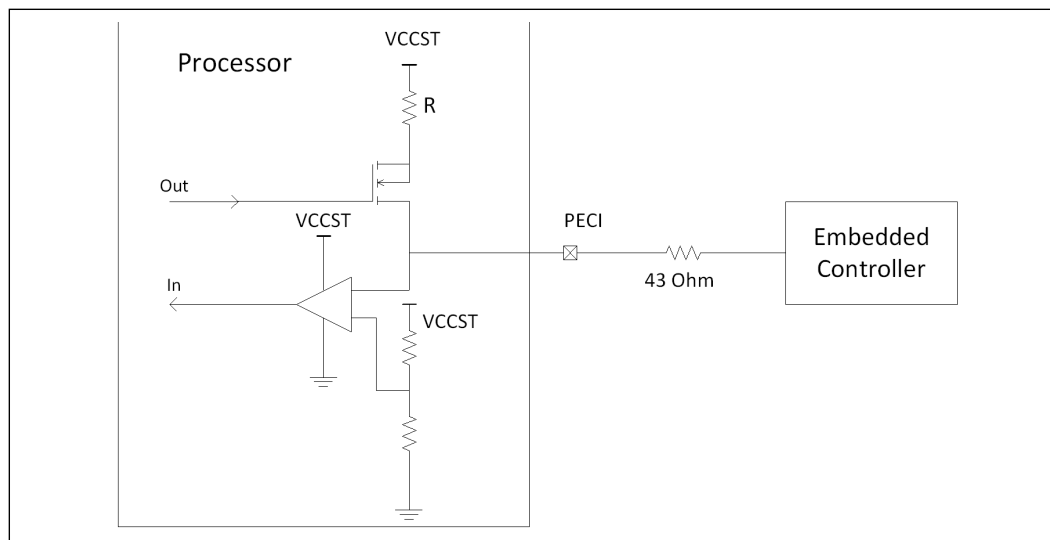 VCCST
Processor
R
Out
VCCST
PECI
Embedded
Controller
43 Ohm
In
VCCST